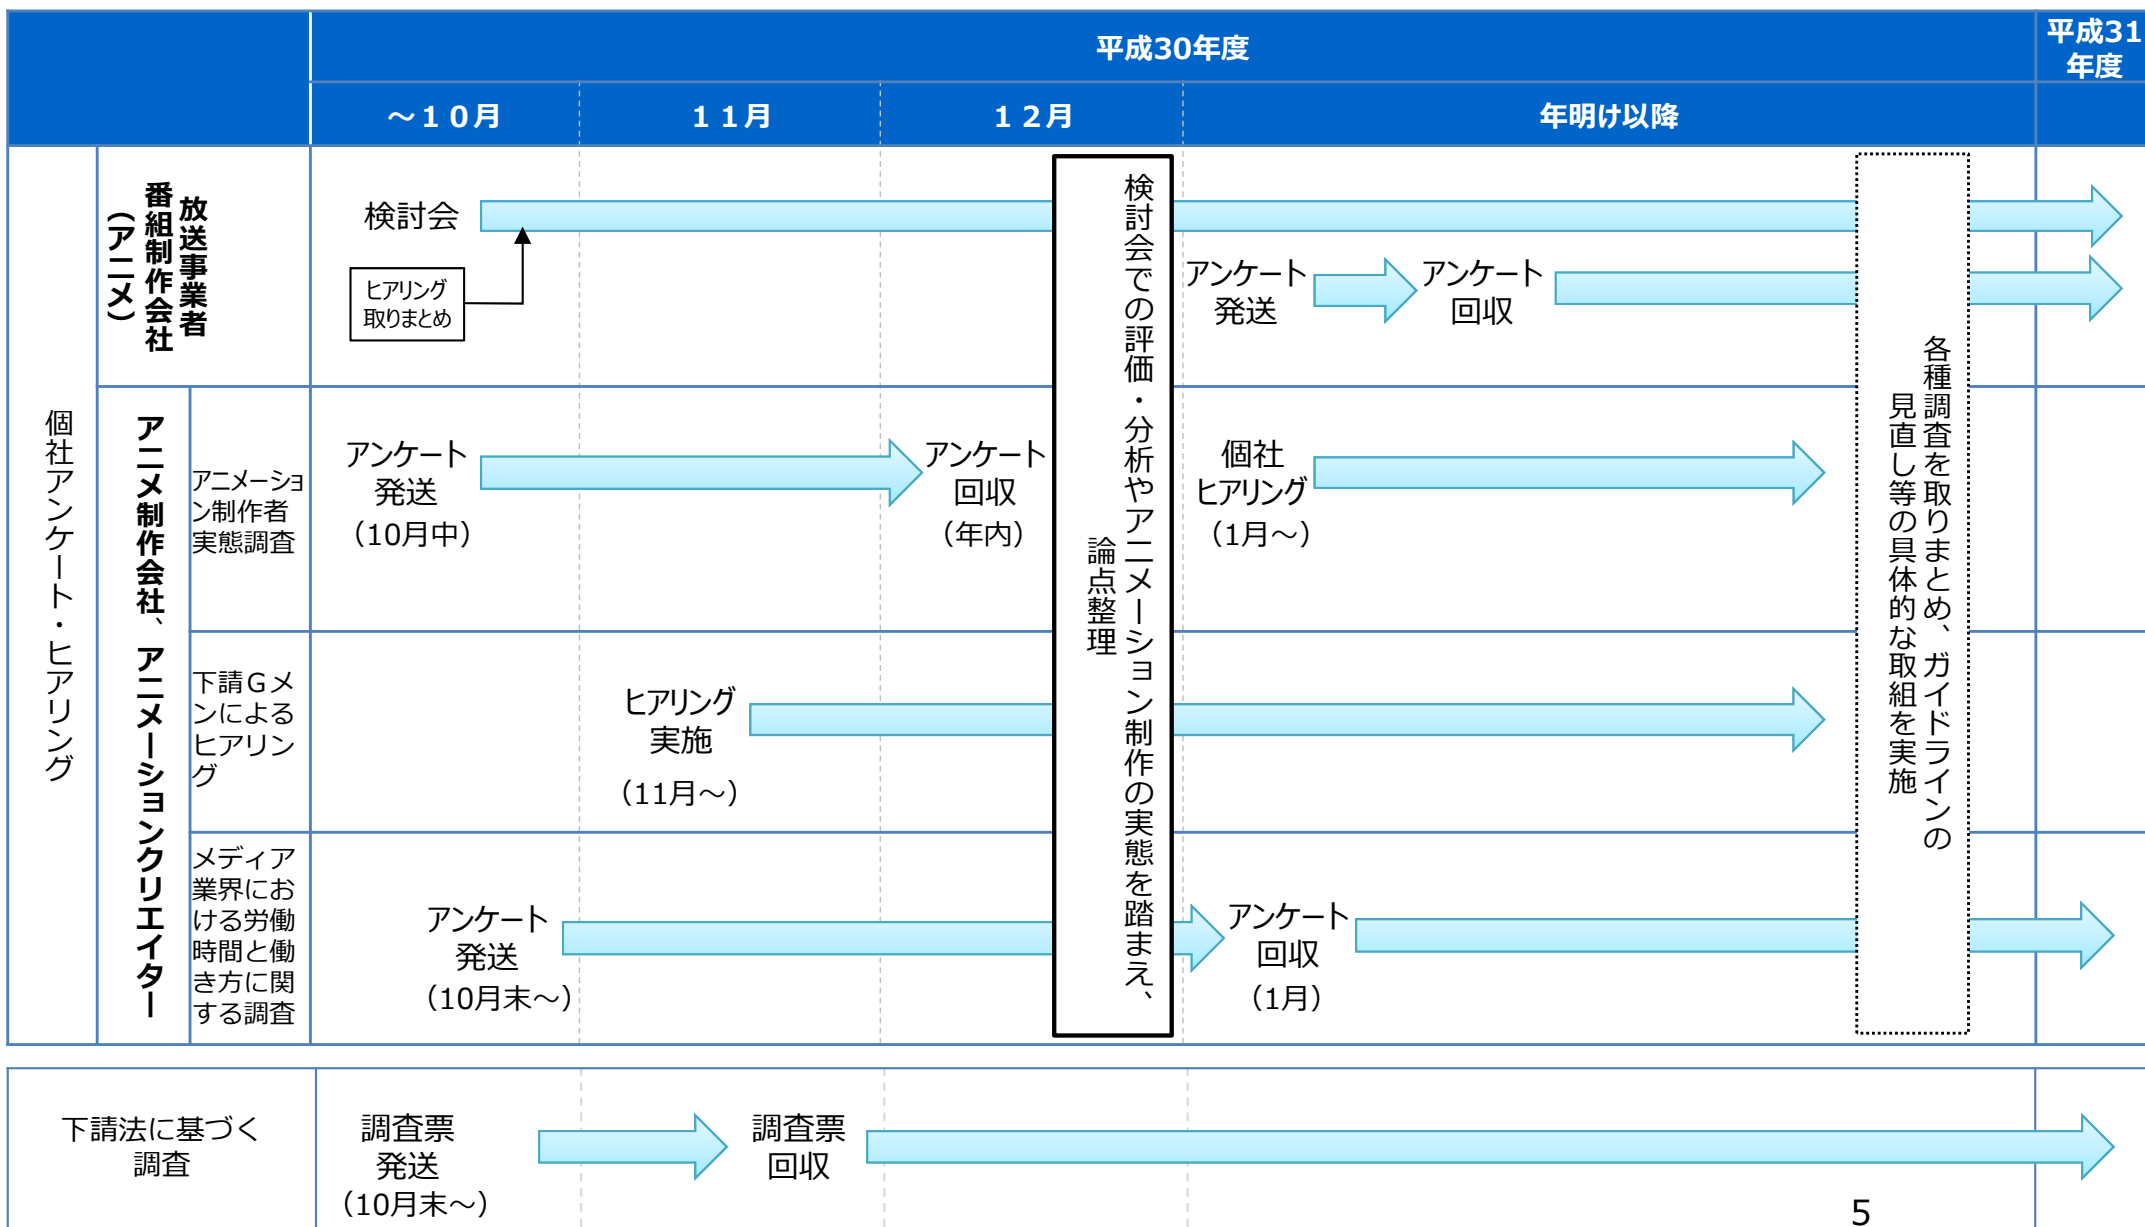 平成30年度
平成31
年度
～１０月
１１月
１２月
年明け以降
個社アンケート・ヒアリング
放送事業者
番組制作会社
（アニメ）
検討会
ヒアリング
取りまとめ
アンケート
発送
アンケート
回収
検討会での評価・分析やアニメーション制作の実態を踏まえ、
論点整理
各種調査を取りまとめ、ガイドラインの
見直し等の具体的な取組を実施
アニメ制作会社、アニメーションクリエイター
アニメーショ
ン制作者
実態調査
アンケート
発送
（10月中）
アンケート
回収
（年内）
個社
ヒアリング
（1月～）
下請Ｇメ
ンによる
ヒアリン
グ
ヒアリング
実施
（11月～）
メディア
業界にお
ける労働
時間と働
き方に関
する調査
アンケート
発送
（10月末～）
アンケート
回収
（1月）
下請法に基づく
調査
調査票
発送
（10月末～）
調査票
回収
5